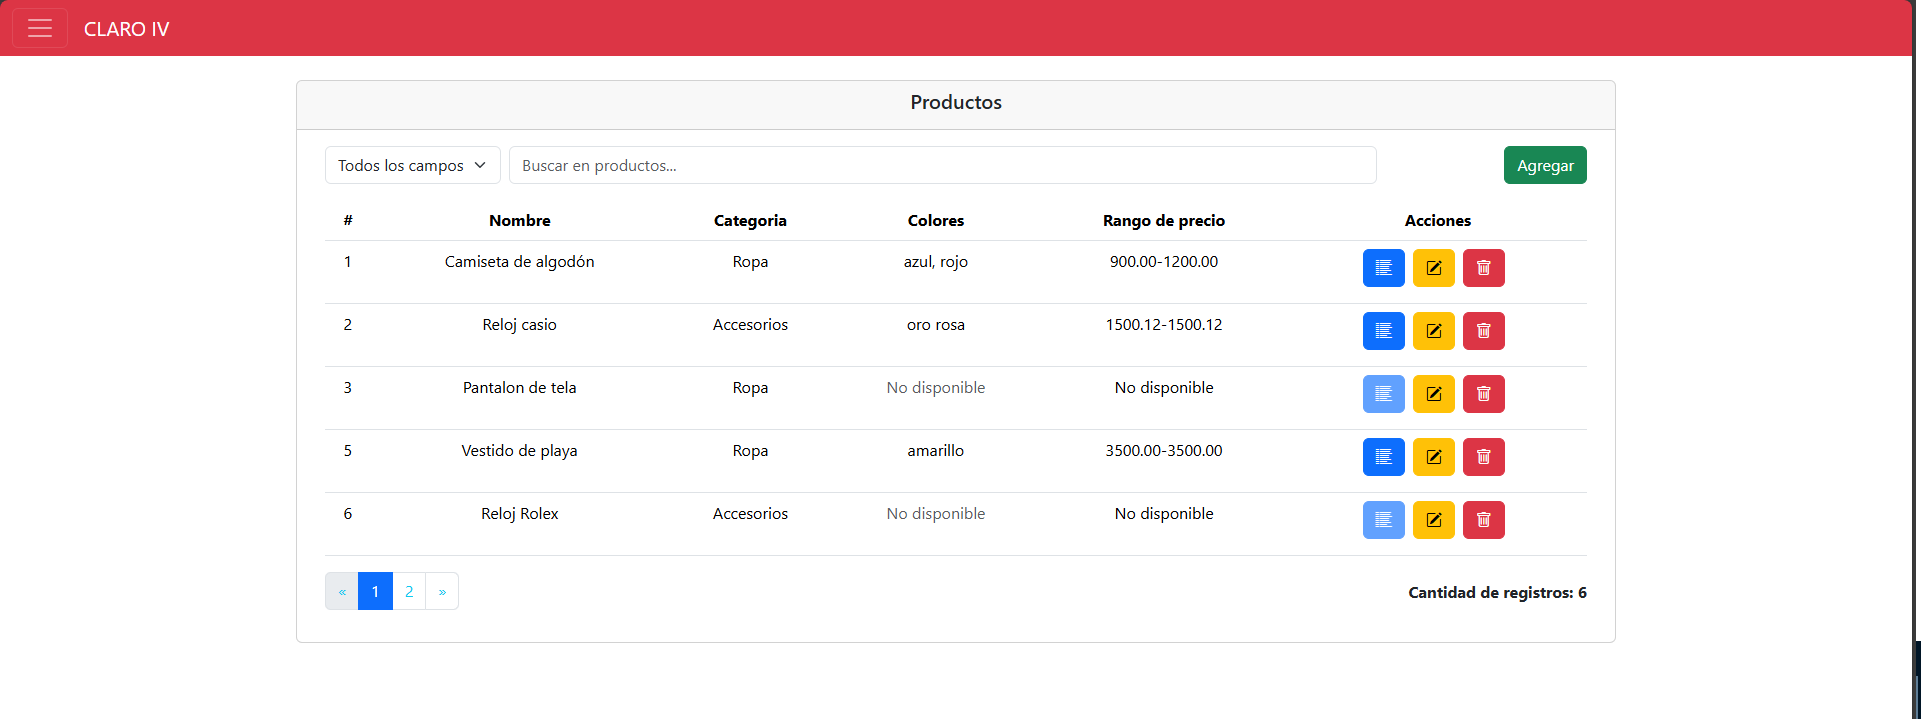 CLARO IV
Productos
Todos los campos Buscar en productos... Agregar
# Nombre Categoria Colores Rango de precio Acciones
1 Camiseta de algodón Ropa azul, rojo 900.00-1200.00
2 Reloj casio Accesorios oro rosa 1500.12-1500.12
3 Pantalon de tela Ropa No disponible No disponible
5 Vestido de playa Ropa amarillo 3500.00-3500.00
6 Reloj Rolex Accesorios No disponible No disponible
« 1 2 » Cantidad de registros: 6